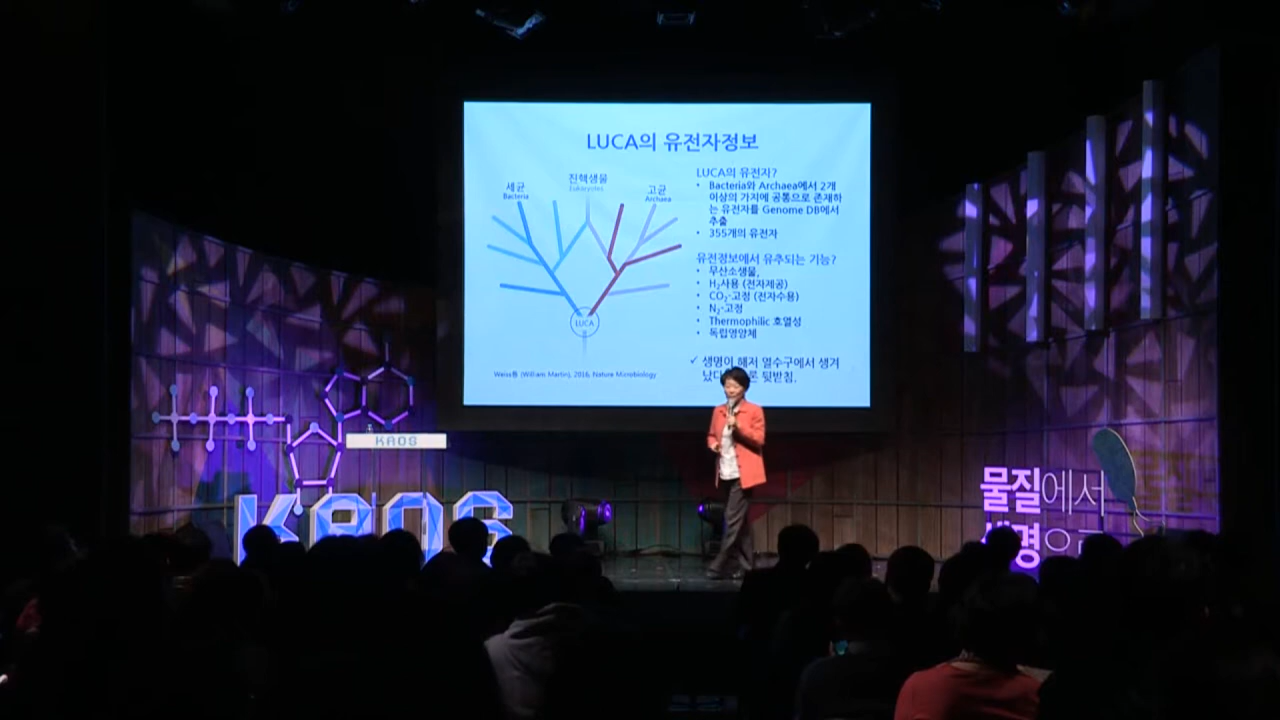 LUCA의 유전자정보
세균
Bacteria
진핵생물
Eukaryotes
고균
Archaea
LUCA
Weiss등 (William Martin), 2016, Nature Microbiology
LUCA의 유전자?
• Bacteria와 Archaea에서 2개
이상의 가지에 공통으로 존재하
는 유전자를 Genome DB에서
추출
• 355개의 유전자
유전정보에서 유추되는 기능?
• 무산소생물,
• H2사용 (전자제공)
• CO2-고정 (전자수용)
• N2-고정
• Thermophilic 호열성
• 독립영양체
✓ 생명이 해저 열수구에서 생겨
났다 론 뒷받침.
KAOS
KAOS
물질에서
명으